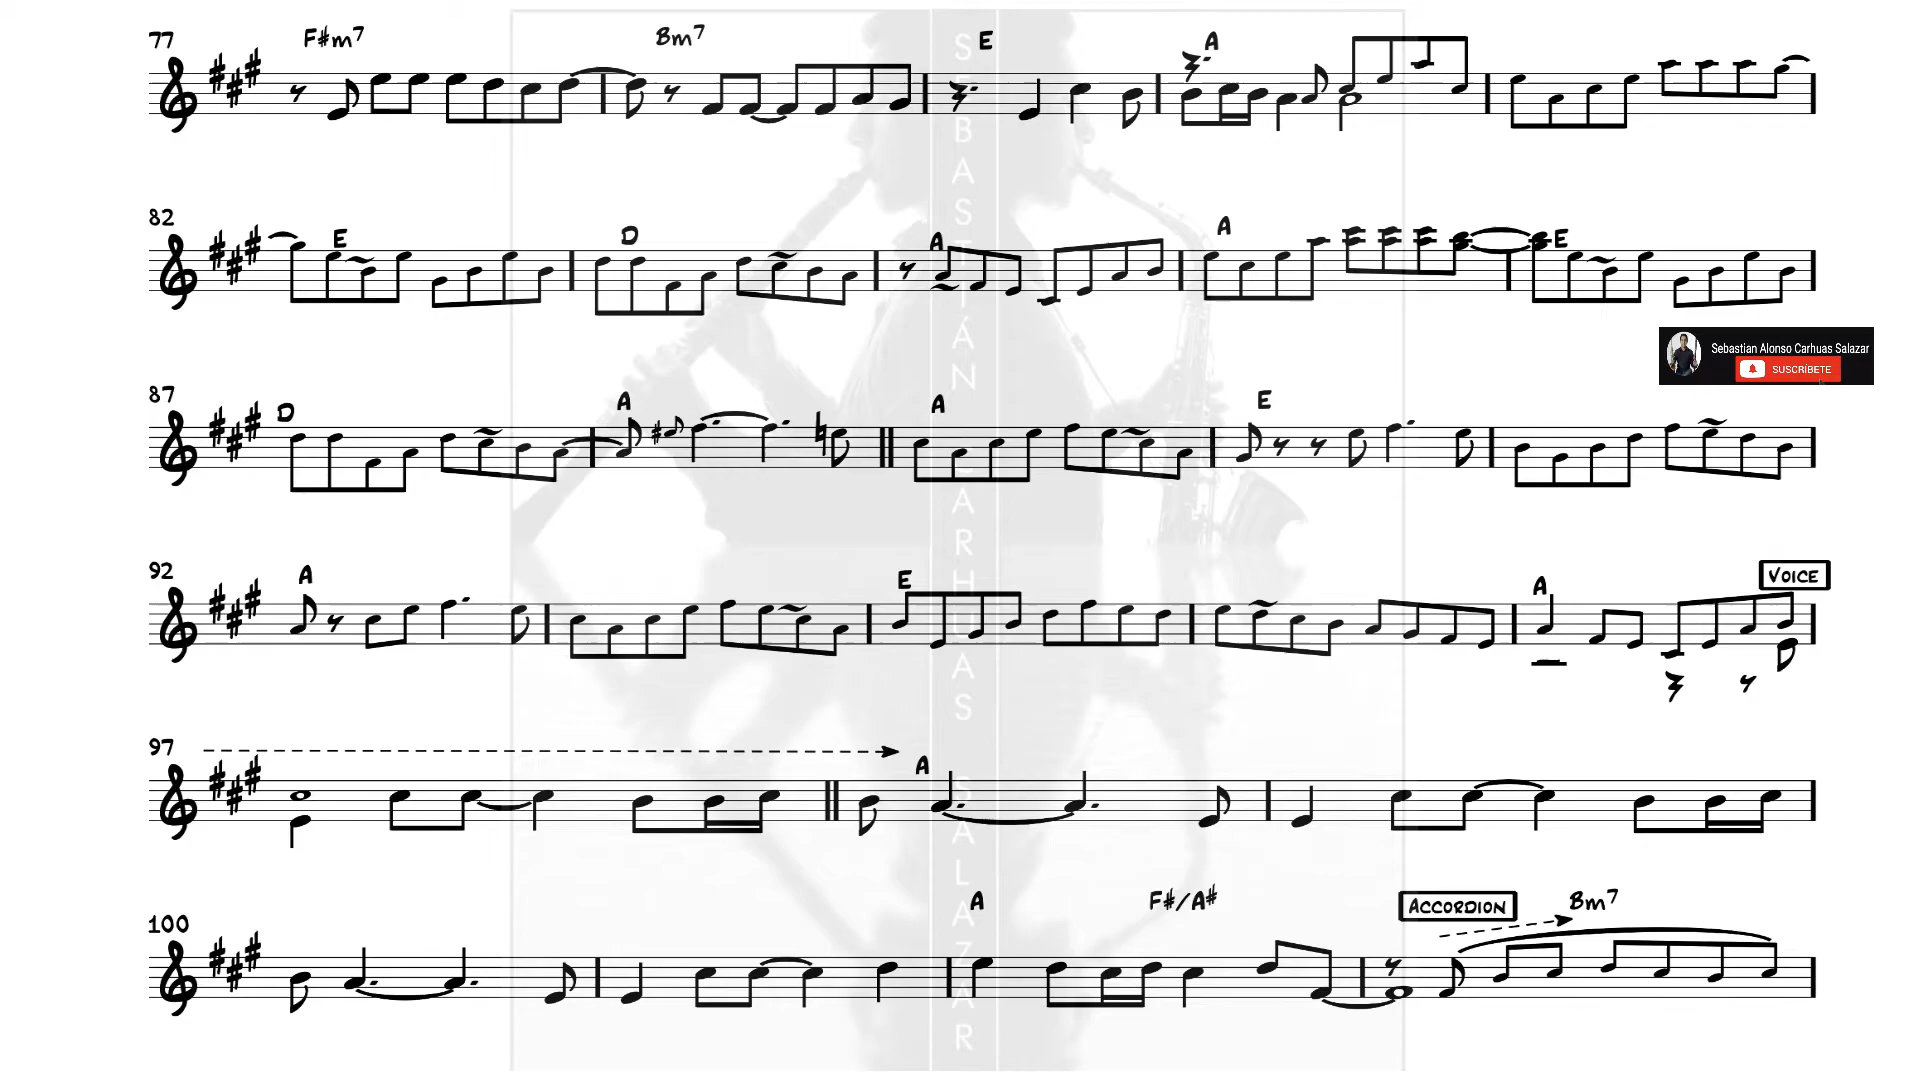 77 F#m7 Bm7 E A
82 E D A A E
Sebastian Alonso Carhuas Salazar
SUSCRÍBETE
87 D A A E
92 A E A VOICE
97 A
100 A F#/A# ACCORDION Bm7
SEBASTIÁN CARHUAS SALAZAR